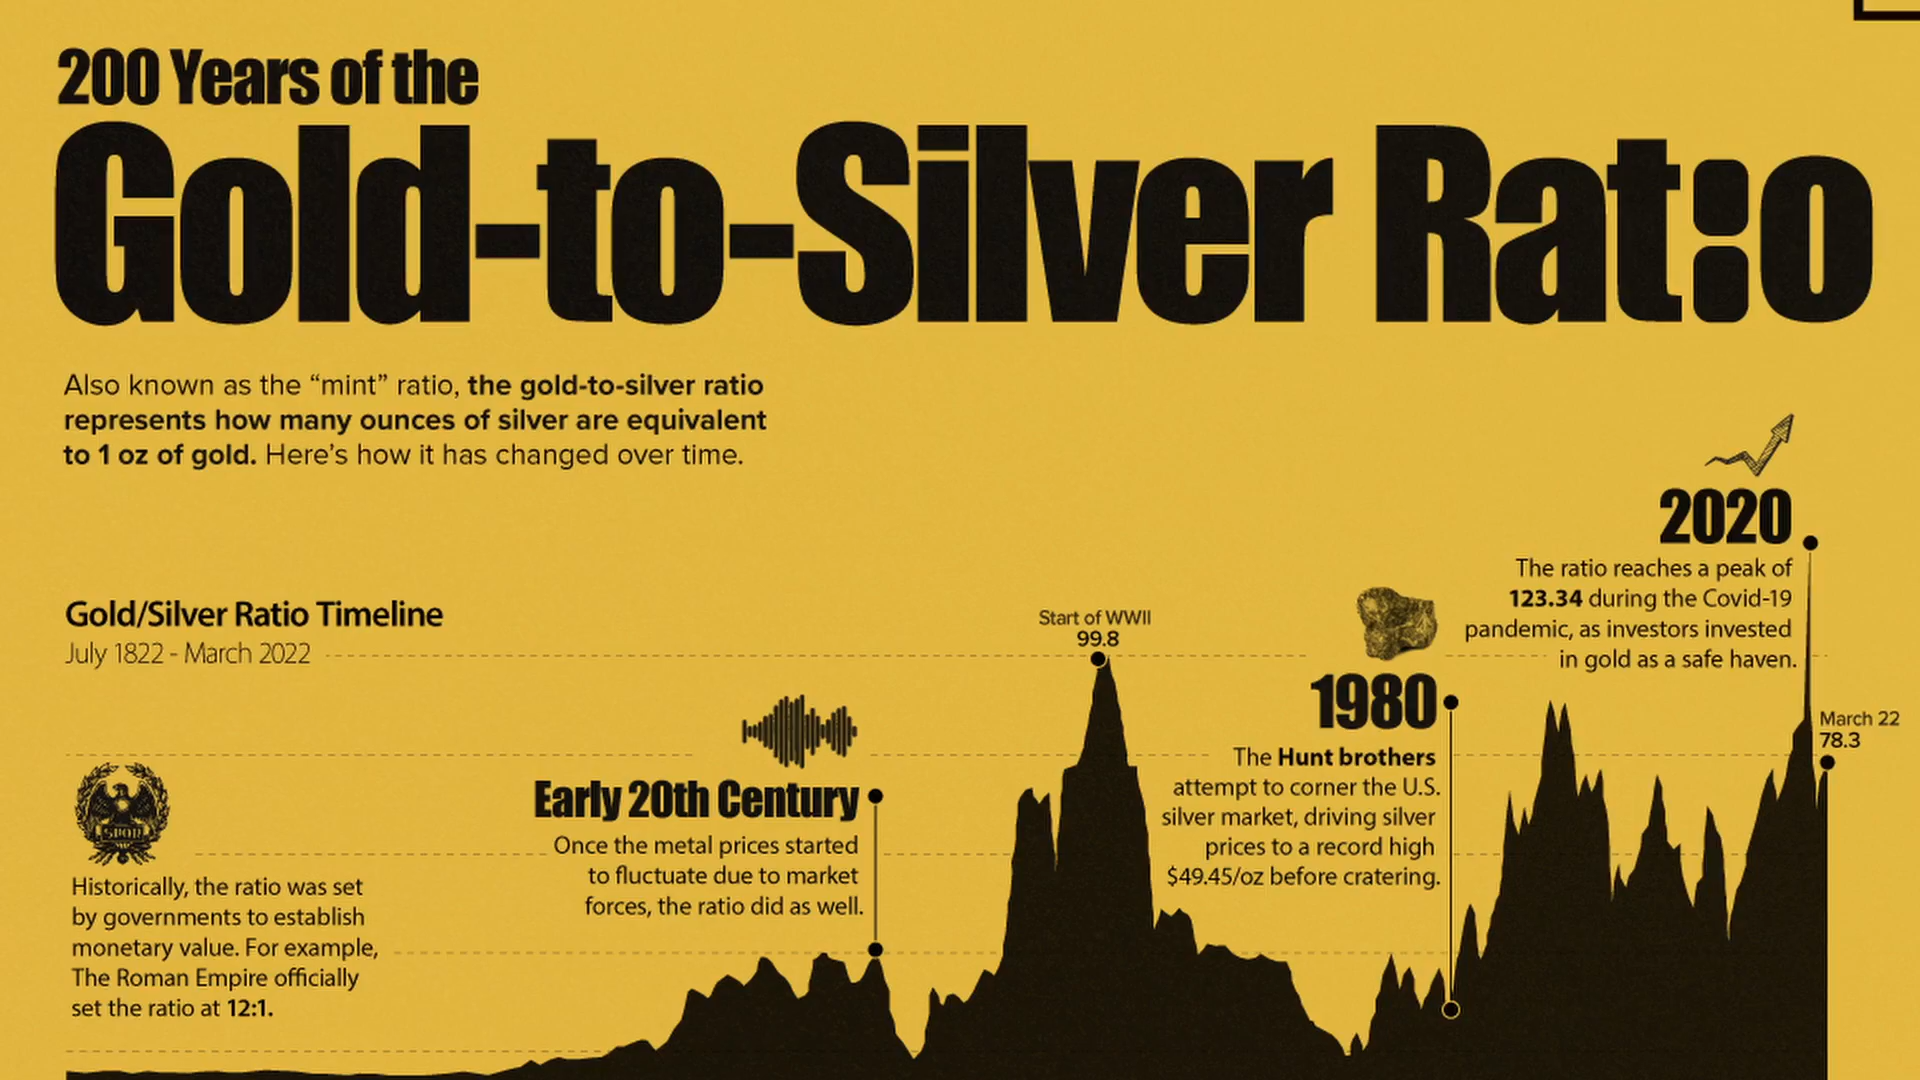 200 Years of the
Gold-to-Silver Rat:o
Also known as the “mint” ratio, the gold-to-silver ratio
represents how many ounces of silver are equivalent
to 1 oz of gold. Here’s how it has changed over time.
Gold/Silver Ratio Timeline
July 1822 - March 2022
SPQR
Historically, the ratio was set
by governments to establish
monetary value. For example,
The Roman Empire officially
set the ratio at 12:1.
Early 20th Century
Once the metal prices started
to fluctuate due to market
forces, the ratio did as well.
Start of WWII
99.8
1980
The Hunt brothers
attempt to corner the U.S.
silver market, driving silver
prices to a record high
$49.45/oz before cratering.
2020
The ratio reaches a peak of
123.34 during the Covid-19
pandemic, as investors invested
in gold as a safe haven.
March 22
78.3